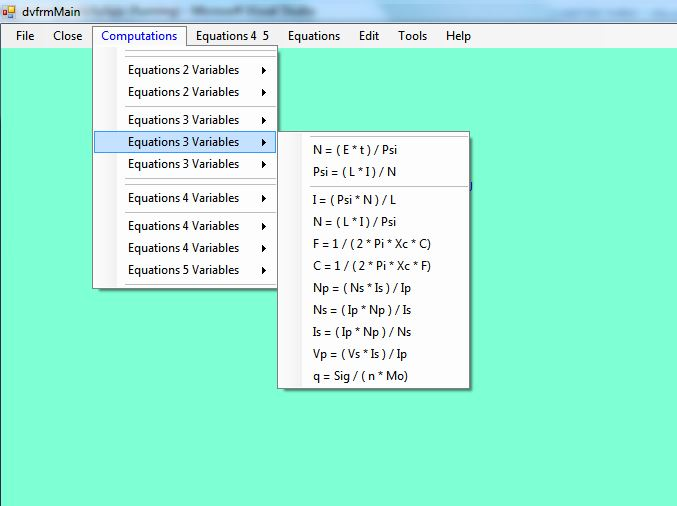 dvfrmMain
File Close Computations Equations 4 5 Equations Edit Tools Help
Equations 2 Variables
Equations 2 Variables
Equations 3 Variables
Equations 3 Variables
Equations 3 Variables
Equations 4 Variables
Equations 4 Variables
Equations 4 Variables
Equations 5 Variables
N = ( E * t ) / Psi
Psi = ( L * I ) / N
I = ( Psi * N ) / L
N = ( L * I ) / Psi
F = 1 / ( 2 * Pi * Xc * C)
C = 1 / ( 2 * Pi * Xc * F)
Np = ( Ns * Is ) / Ip
Ns = ( Ip * Np ) / Is
Is = ( Ip * Np ) / Ns
Vp = ( Vs * Is ) / Ip
q = Sig / ( n * Mo)